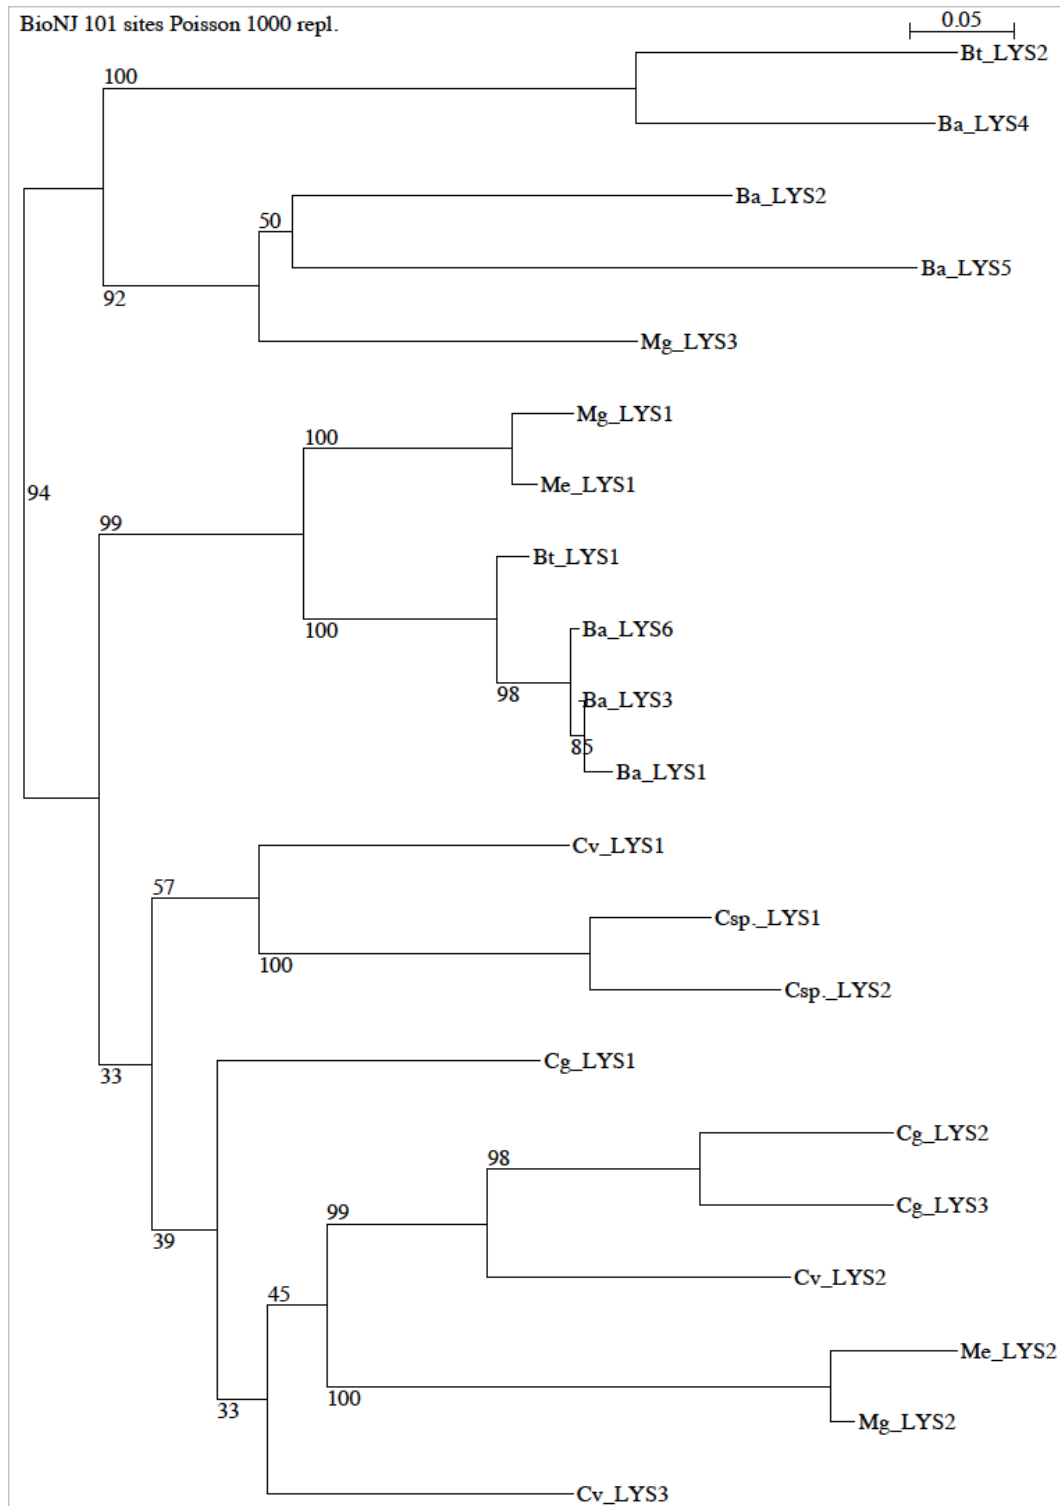 BioNJ 101 sites Poisson 1000 repl.
0.05
Bt_LYS2
100
Ba_LYS4
Ba_LYS2
50
Ba_LYS5
92
Mg_LYS3
Mg_LYS1
100
Me_LYS1
94
99
Bt_LYS1
Ba_LYS6
100
98
Ba_LYS3
85
Ba_LYS1
Cv_LYS1
57
Csp._LYS1
100
Csp._LYS2
Cg_LYS1
33
Cg_LYS2
98
Cg_LYS3
99
39
Cv_LYS2
45
Me_LYS2
100
33
Mg_LYS2
Cv_LYS3